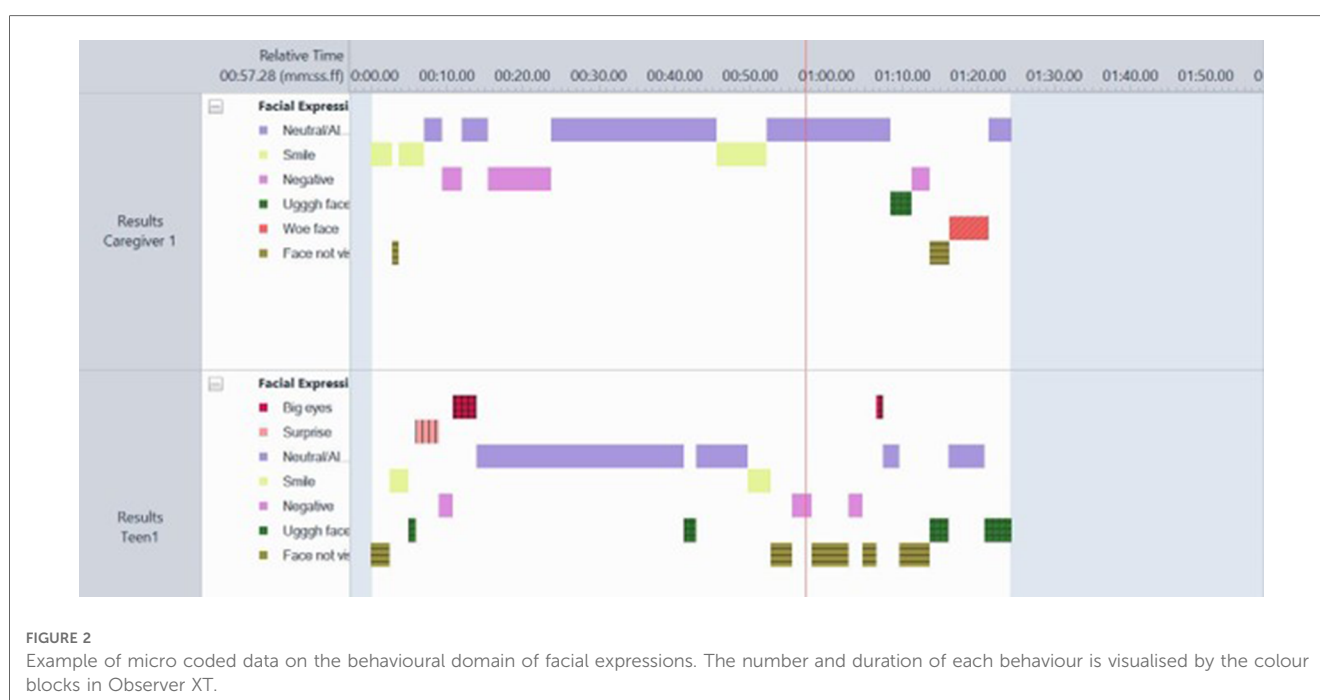 Relative Time
00:57.28 (mm:ss.ff) 0:00.00 00:10.00 00:20.00 00:30.00 00:40.00 00:50.00 01:00.00 01:10.00 01:20.00 01:30.00 01:40.00 01:50.00 0
Facial Expressi
Neutral/Al...
Smile
Negative
Ugggh face
Woe face
Face not vis
Results
Caregiver 1
Facial Expressi
Big eyes
Surprise
Neutral/Al...
Smile
Negative
Ugggh face
Face not vis
Results
Teen1
FIGURE 2
Example of micro coded data on the behavioural domain of facial expressions. The number and duration of each behaviour is visualised by the colour
blocks in Observer XT.